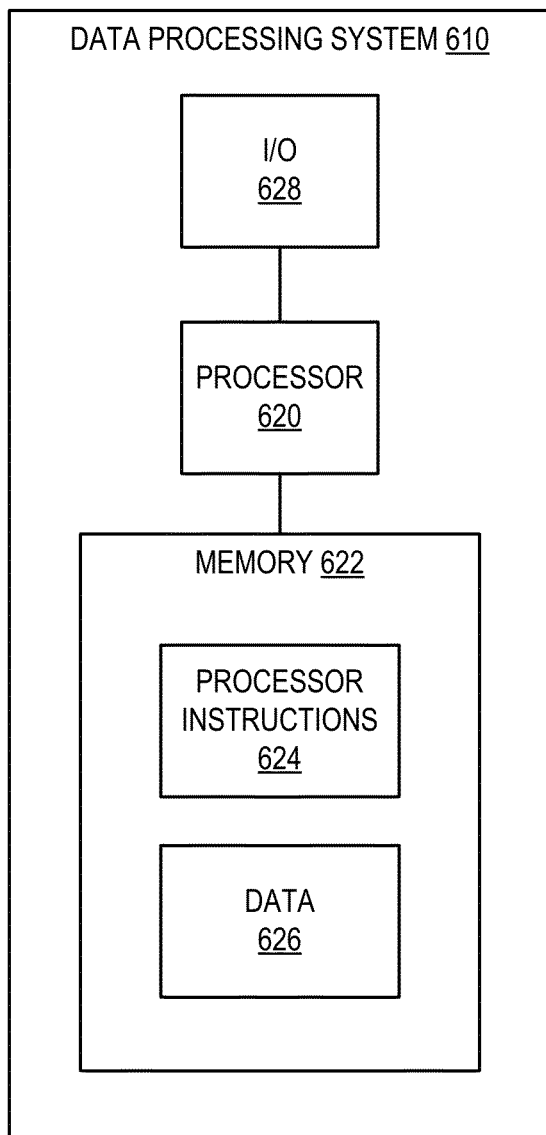 DATA PROCESSING SYSTEM 610
I/O
628
PROCESSOR
620
MEMORY 622
PROCESSOR
INSTRUCTIONS
624
DATA
626